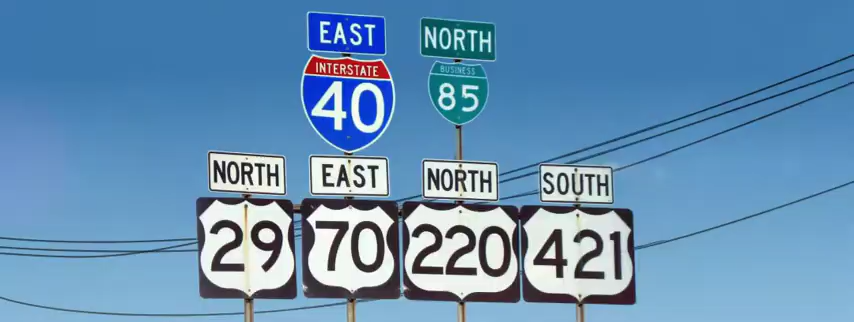 EAST
INTERSTATE
40
NORTH
BUSINESS
85
NORTH
29
EAST
70
NORTH
220
SOUTH
421